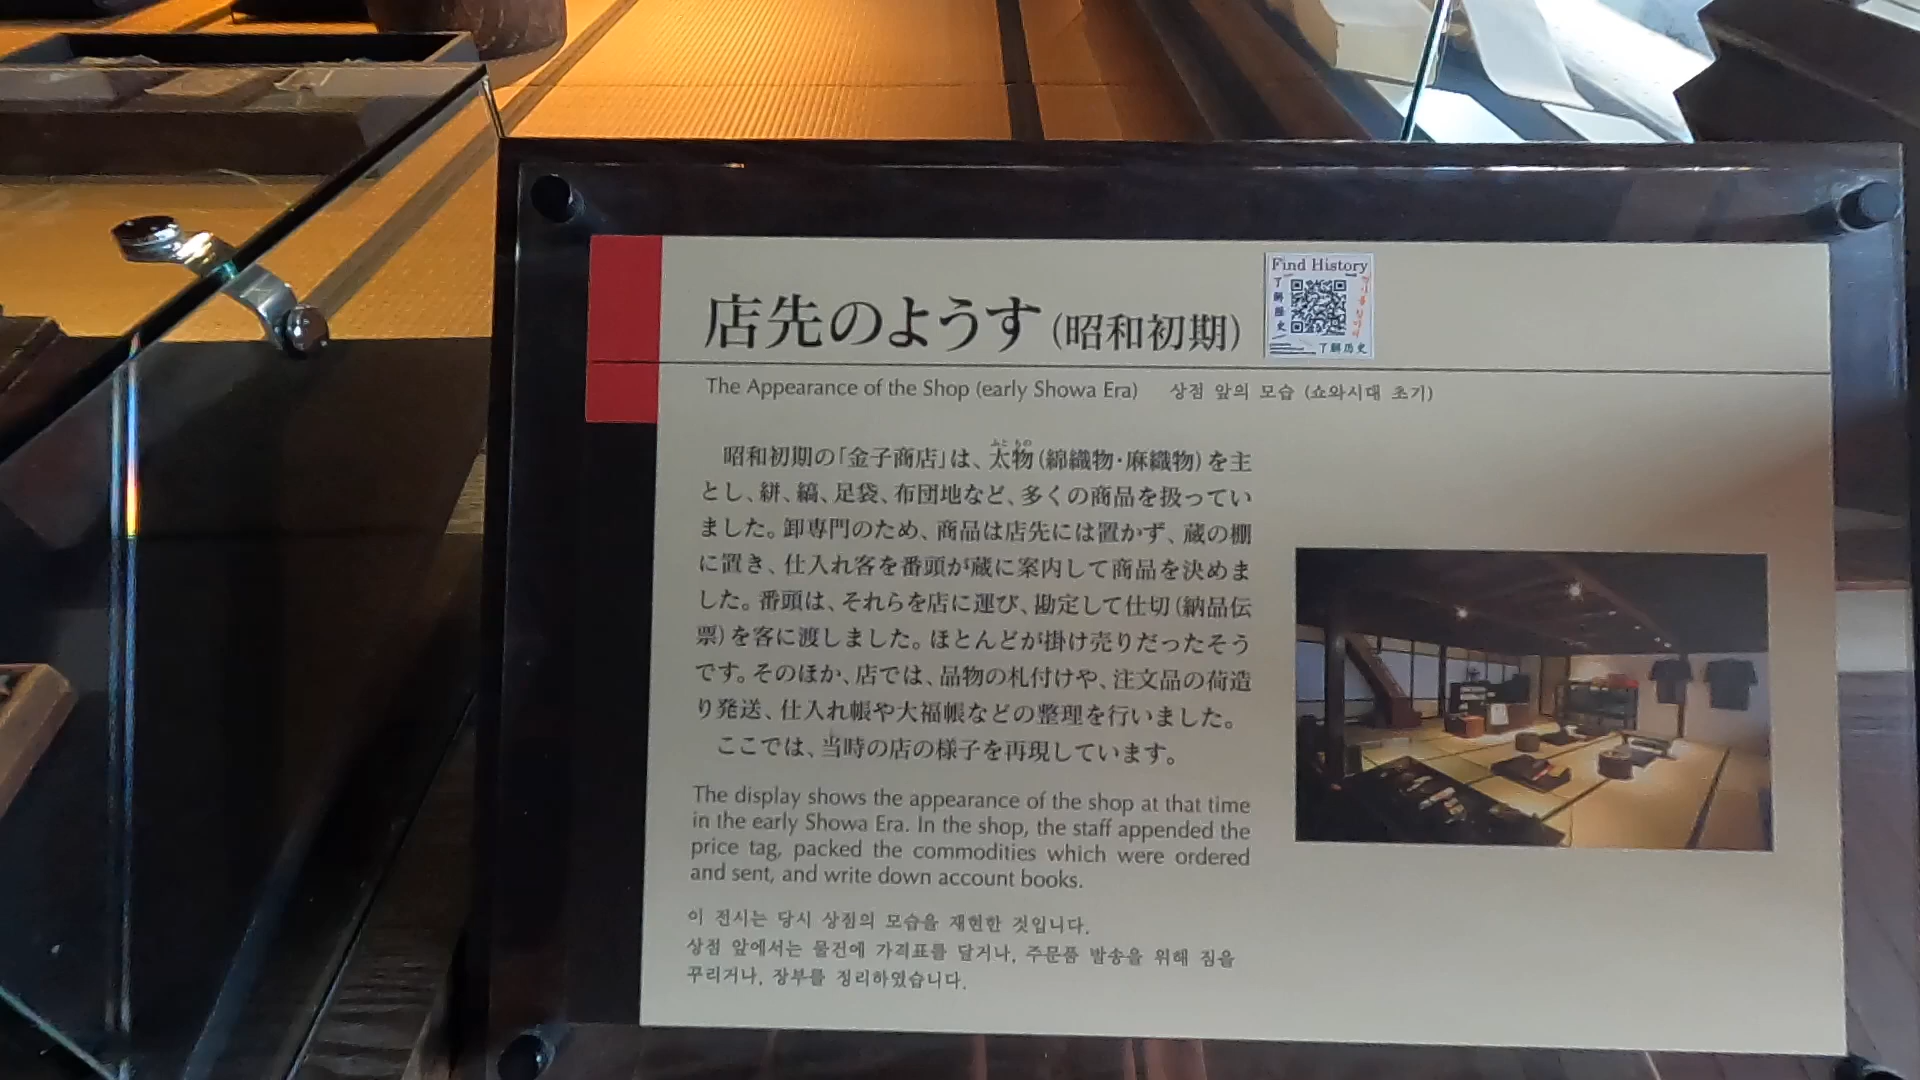 店先のようす(昭和初期)
Find History
了解歴史
了解历史
The Appearance of the Shop (early Showa Era) 상점 앞의 모습 (쇼와시대 초기)
ふともの
昭和初期の「金子商店」は、太物(綿織物・麻織物)を主
とし、絣、縞、足袋、布団地など、多くの商品を扱ってい
ました。卸専門のため、商品は店先には置かず、蔵の棚
に置き、仕入れ客を番頭が蔵に案内して商品を決めま
した。番頭は、それらを店に運び、勘定して仕切(納品伝
票)を客に渡しました。ほとんどが掛け売りだったそう
です。そのほか、店では、品物の札付けや、注文品の荷造
り発送、仕入れ帳や大福帳などの整理を行いました。
ここでは、当時の店の様子を再現しています。
The display shows the appearance of the shop at that time
in the early Showa Era. In the shop, the staff appended the
price tag, packed the commodities which were ordered
and sent, and write down account books.
이 전시는 당시 상점의 모습을 재현한 것입니다.
상점 앞에서는 물건에 가격표를 달거나, 주문품 발송을 위해 짐을
꾸리거나, 장부를 정리하였습니다.